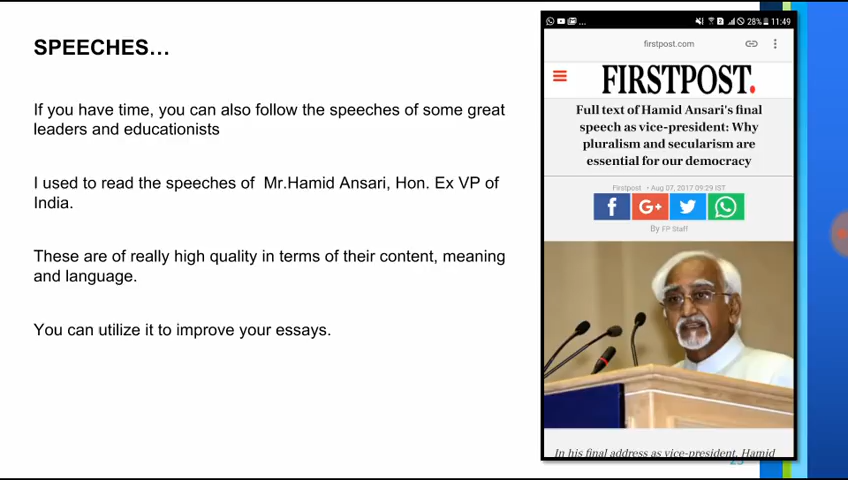 SPEECHES...
If you have time, you can also follow the speeches of some great
leaders and educationists
I used to read the speeches of  Mr.Hamid Ansari, Hon. Ex VP of
India.
These are of really high quality in terms of their content, meaning
and language.
You can utilize it to improve your essays.
... 28% 11:49
firstpost.com
FIRSTPOST.
Full text of Hamid Ansari's final
speech as vice-president: Why
pluralism and secularism are
essential for our democracy
Firstpost • Aug 07, 2017 09:29 IST
f G+
By FP Staff
In his final address as vice-president, Hamid